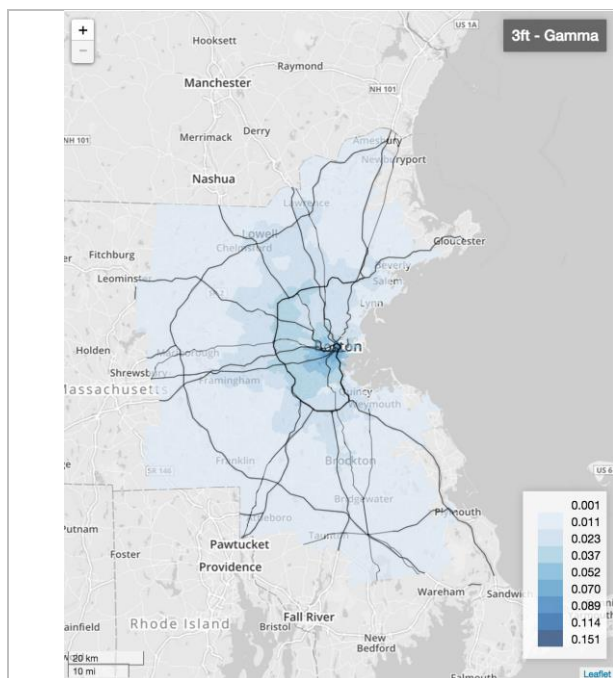 +
−
3ft - Gamma
US 1A
Hooksett
Raymond
Manchester
NH 101
NH 101
Merrimack
Derry
Amesbury
Newburyport
Nashua
Lawrence
Lowell
Chelmsford
Gloucester
Fitchburg
Beverly
Salem
Leominster
Lynn
Holden
Boston
Marlborough
Shrewsbury
Massachusetts
Framingham
Quincy
Weymouth
SR 146
Franklin
Brockton
Bridgewater
Plymouth
US 6
Attleboro
Taunton
Putnam
Pawtucket
Foster
Providence
Wareham
Sandwich
Fall River
Rhode Island
Bristol
New
Bedford
Falmouth
0.001
0.011
0.023
0.037
0.052
0.070
0.089
0.114
0.151
20 km
10 mi
Leaflet